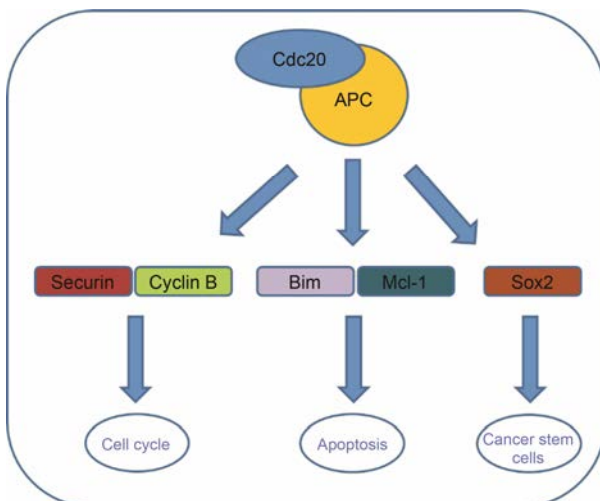 Cdc20
APC
Securin Cyclin B Bim Mcl-1 Sox2
Cell cycle Apoptosis Cancer stem
cells